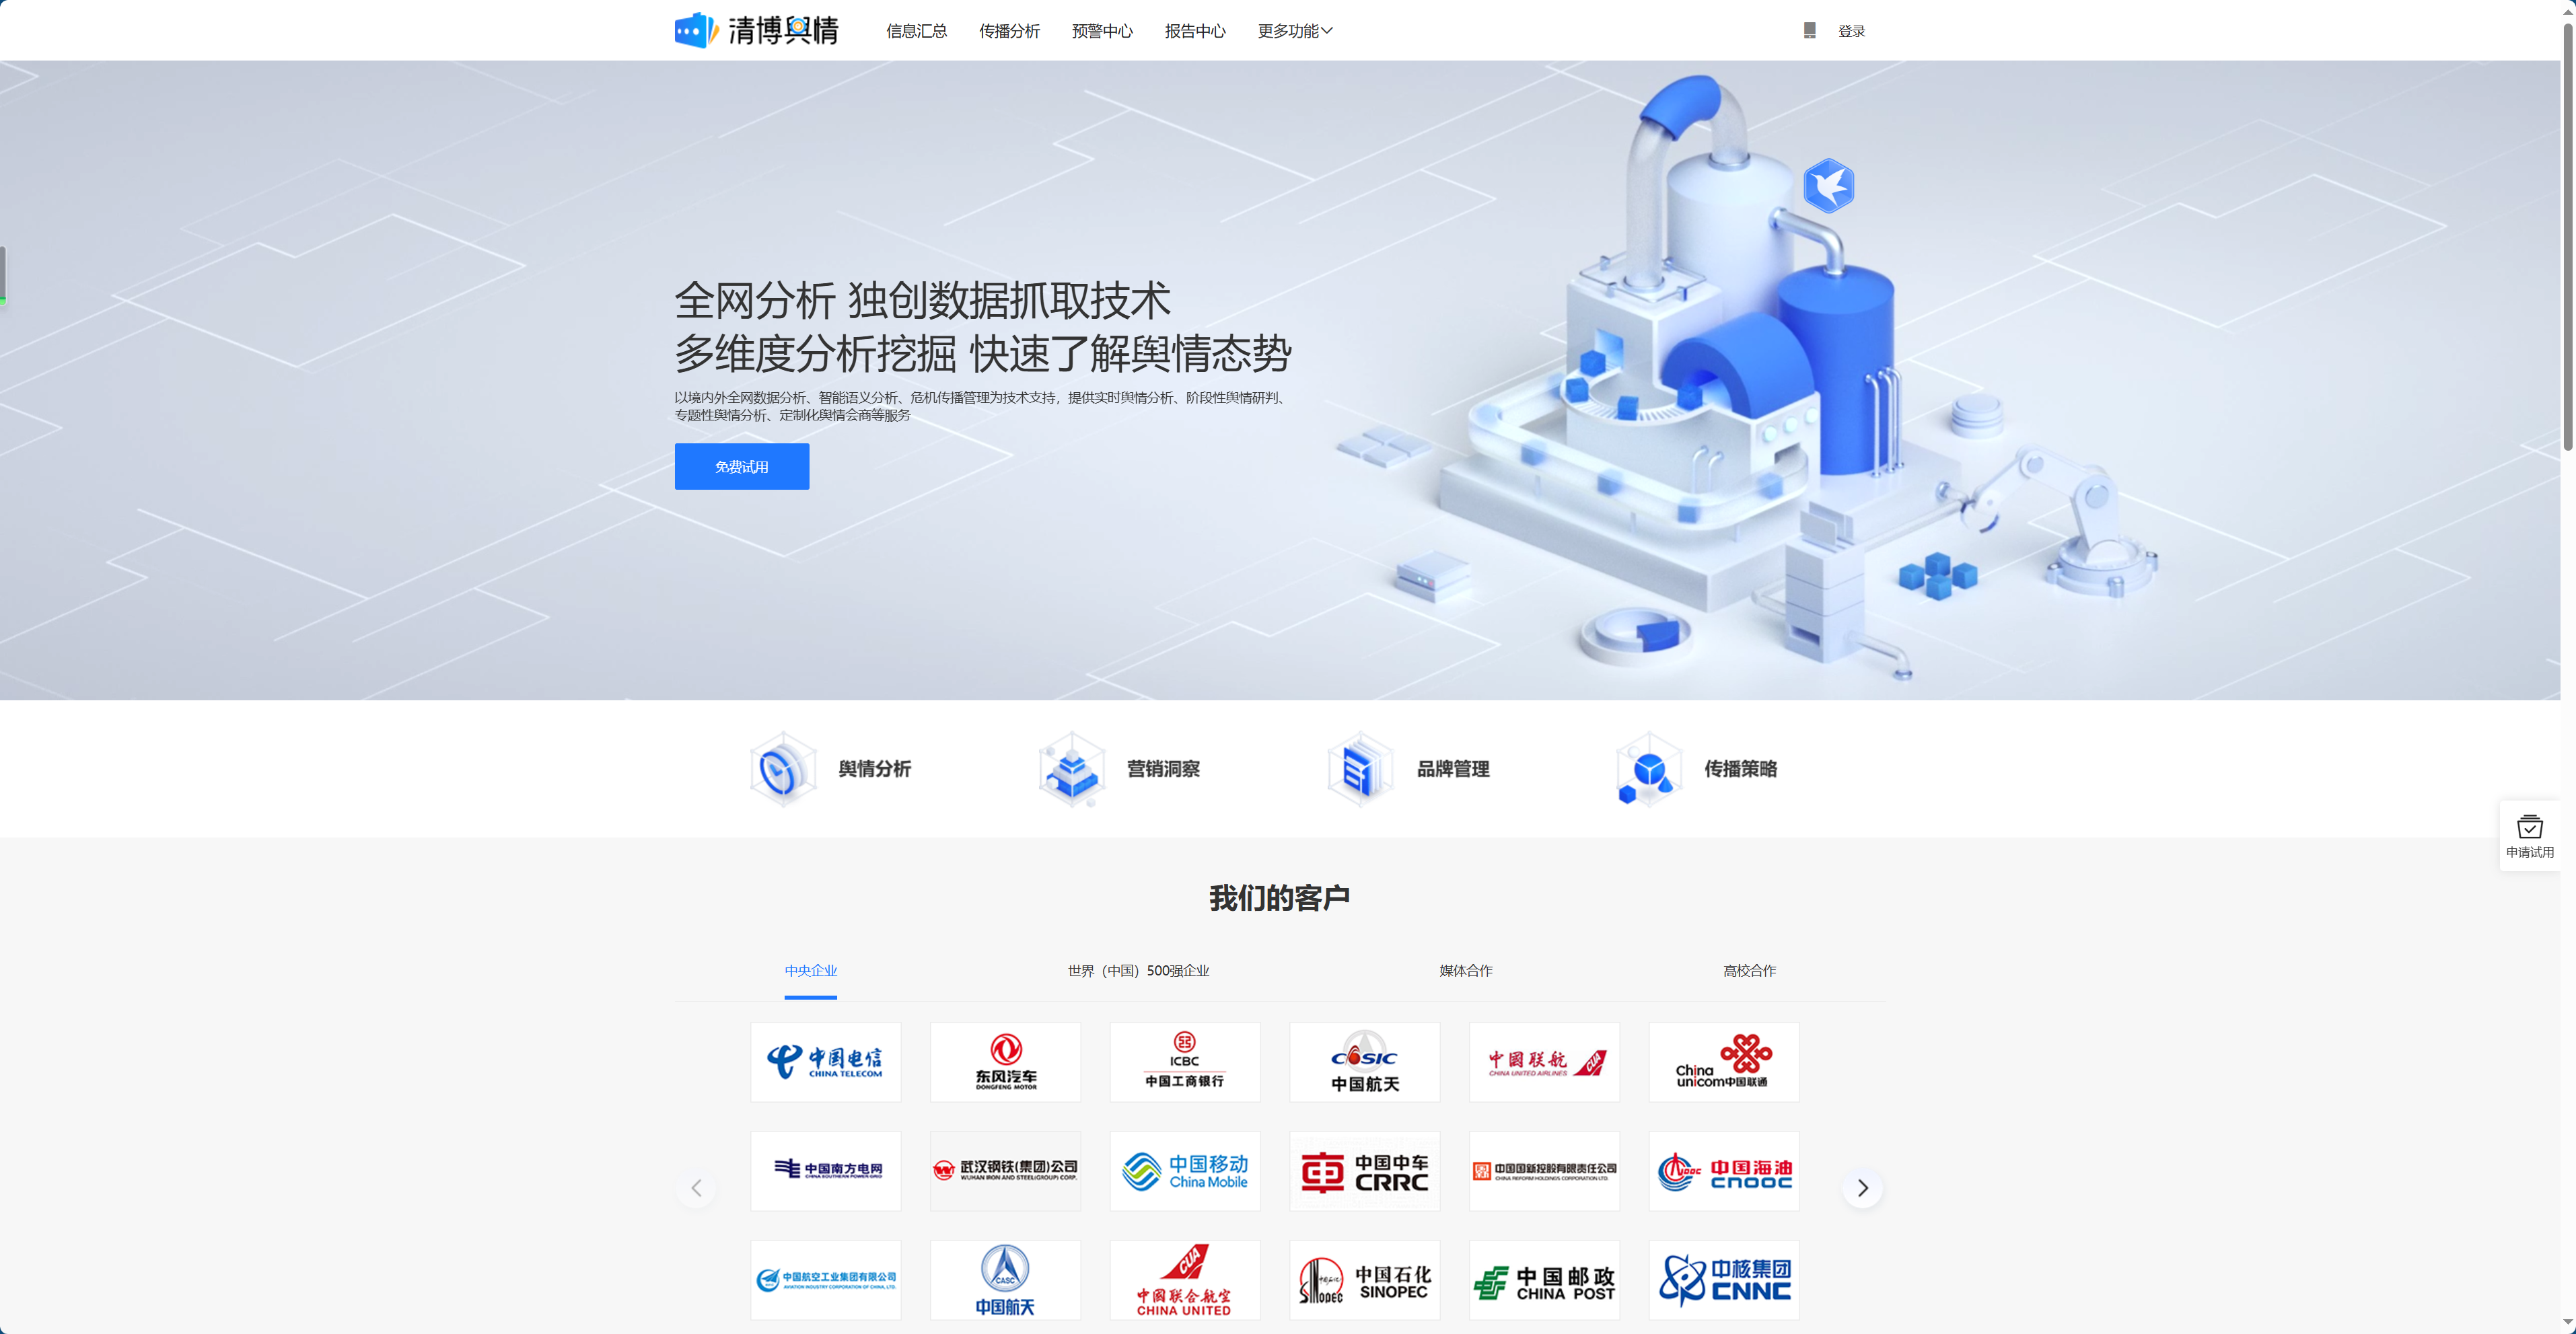 清博舆情
信息汇总
传播分析
预警中心
报告中心
更多功能
登录
全网分析 独创数据抓取技术
多维度分析挖掘 快速了解舆情态势
以境内外全网数据分析、智能语义分析、危机传播管理为技术支持，提供实时舆情分析、阶段性舆情研判、
专题性舆情分析、定制化舆情会商等服务
免费试用
舆情分析
营销洞察
品牌管理
传播策略
申请试用
我们的客户
中央企业
世界（中国）500强企业
媒体合作
高校合作
中国电信
CHINA TELECOM
东风汽车
DONGFENG MOTOR
ICBC
中国工商银行
CASIC
中国航天
中國联航
CHINA UNITED AIRLINES
CUA
China
unicom中国联通
中国南方电网
CHINA SOUTHERN POWER GRID
武汉钢铁(集团)公司
WUHAN IRON AND STEEL(GROUP) CORP.
中国移动
China Mobile
中国中车
CRRC
中国国新控股有限责任公司
CHINA REFORM HOLDINGS CORPORATION LTD.
中国海油
CNOOC
中国航空工业集团有限公司
AVIATION INDUSTRY CORPORATION OF CHINA, LTD.
CASC
中国航天
CUA
中國联合航空
CHINA UNITED
SINOPEC
中国石化
SINOPEC
中国邮政
CHINA POST
中核集团
CNNC